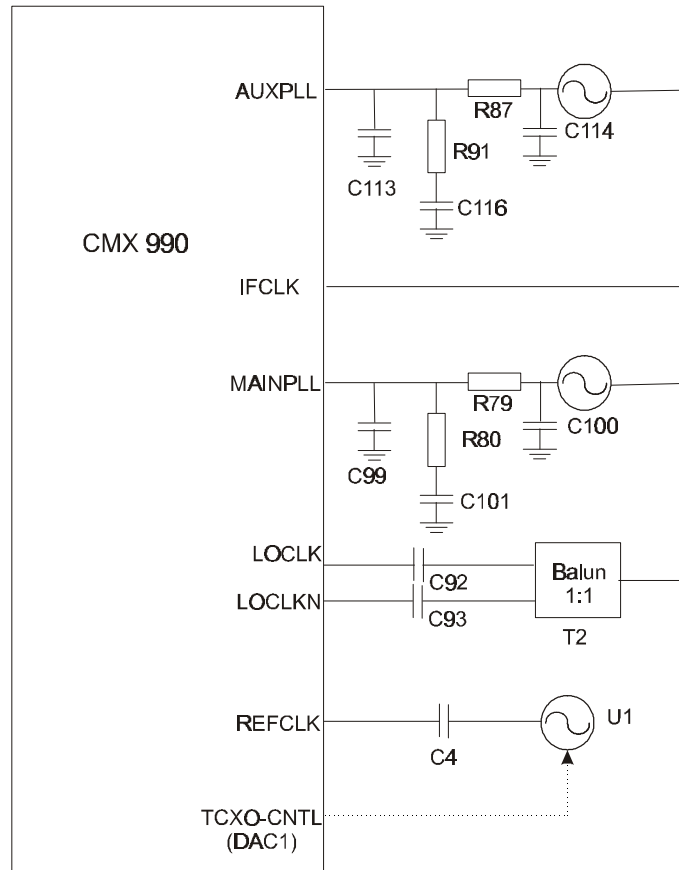 AUXPLL
R87
C114
R91
C113
C116
CMX 990
IFCLK
MAINPLL
R79
C100
R80
C99
C101
LOCLK
Balun
1:1
C92
LOCLKN
C93
T2
REFCLK
U1
C4
TCXO-CNTL
(DAC1)